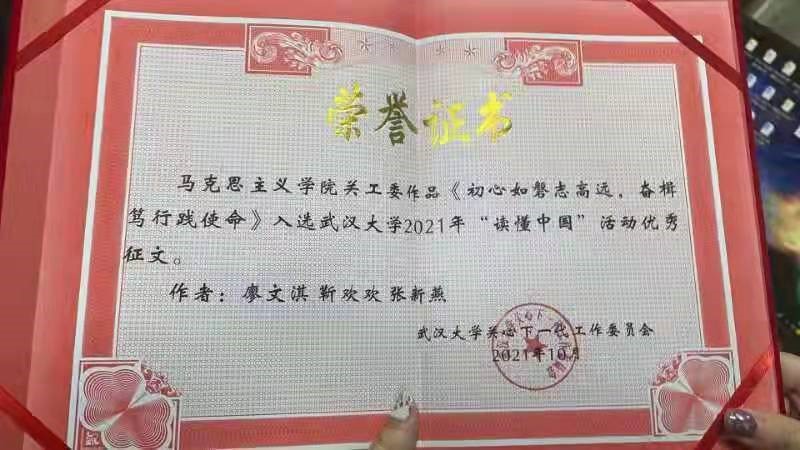 荣誉证书
马克思主义学院关工委作品《初心如磐志高远，奋楫
笃行践使命》入选武汉大学2021年“读懂中国”活动优秀
征文。
作者：廖文淇 靳欢欢 张新燕
武汉大学关心下一代工作委员会
2021年10月